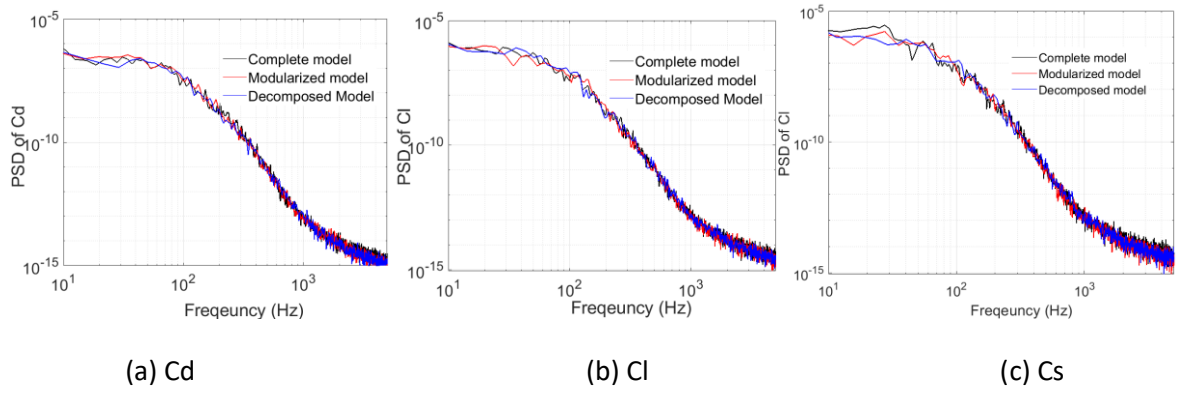 10^-5
10^-10
10^-15
10^1
10^2
10^3
PSD of Cd
Freqeuncy (Hz)
Complete model
Modularized model
Decomposed Model
(a) Cd
10^-5
10^-10
10^-15
10^1
10^2
10^3
PSD of Cl
Freqeuncy (Hz)
Complete model
Modularized model
Decomposed Model
(b) Cl
10^-5
10^-10
10^-15
10^1
10^2
10^3
PSD of Cl
Freqeuncy (Hz)
Complete model
Modularized model
Decomposed model
(c) Cs